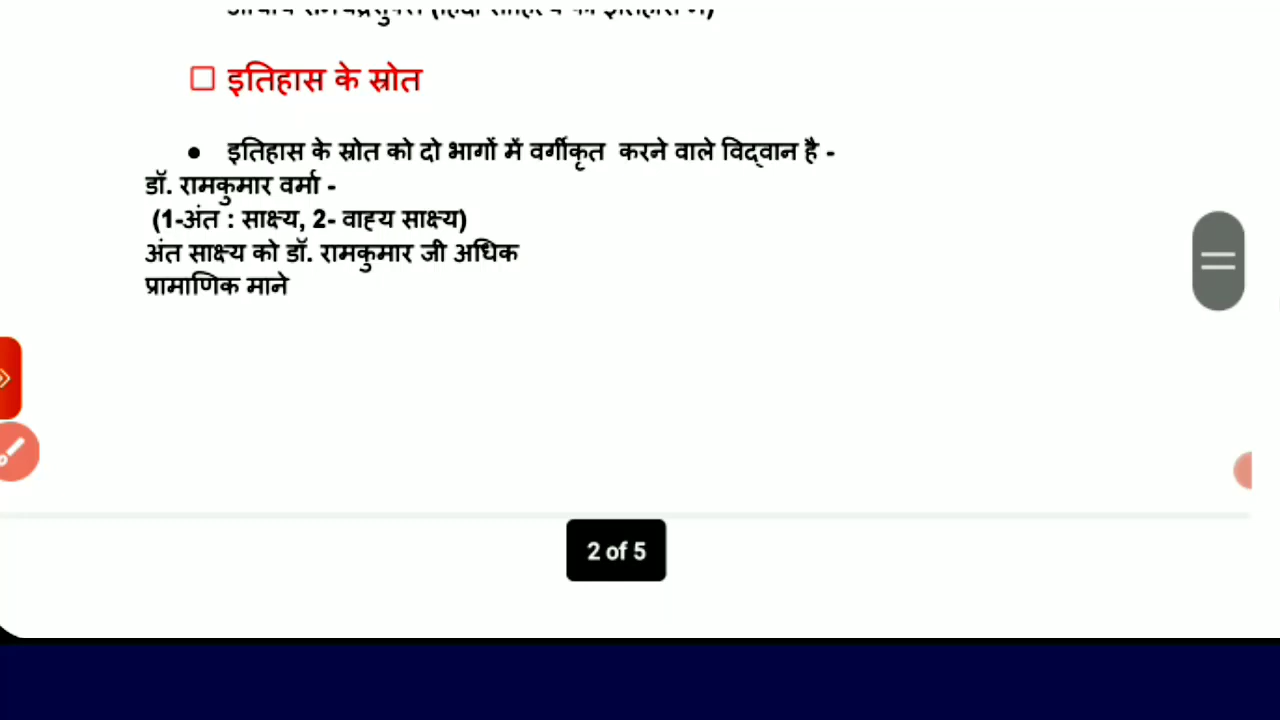 ☐ इतिहास के स्रोत
● इतिहास के स्रोत को दो भागों में वर्गीकृत करने वाले विद्वान है -
डॉ. रामकुमार वर्मा -
(1-अंत : साक्ष्य, 2- वाह्य साक्ष्य)
अंत साक्ष्य को डॉ. रामकुमार जी अधिक
प्रामाणिक माने
2 of 5